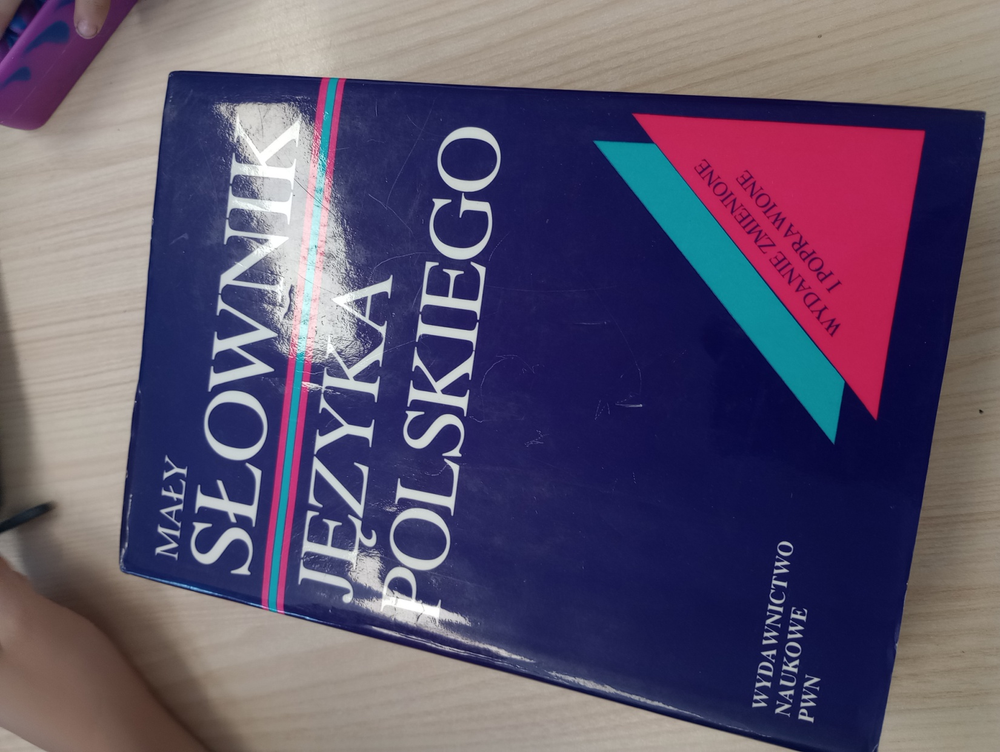 MAŁY
SŁOWNIK
JĘZYKA
POLSKIEGO
WYDANIE ZMIENIONE
I POPRAWIONE
WYDAWNICTWO
NAUKOWE
PWN